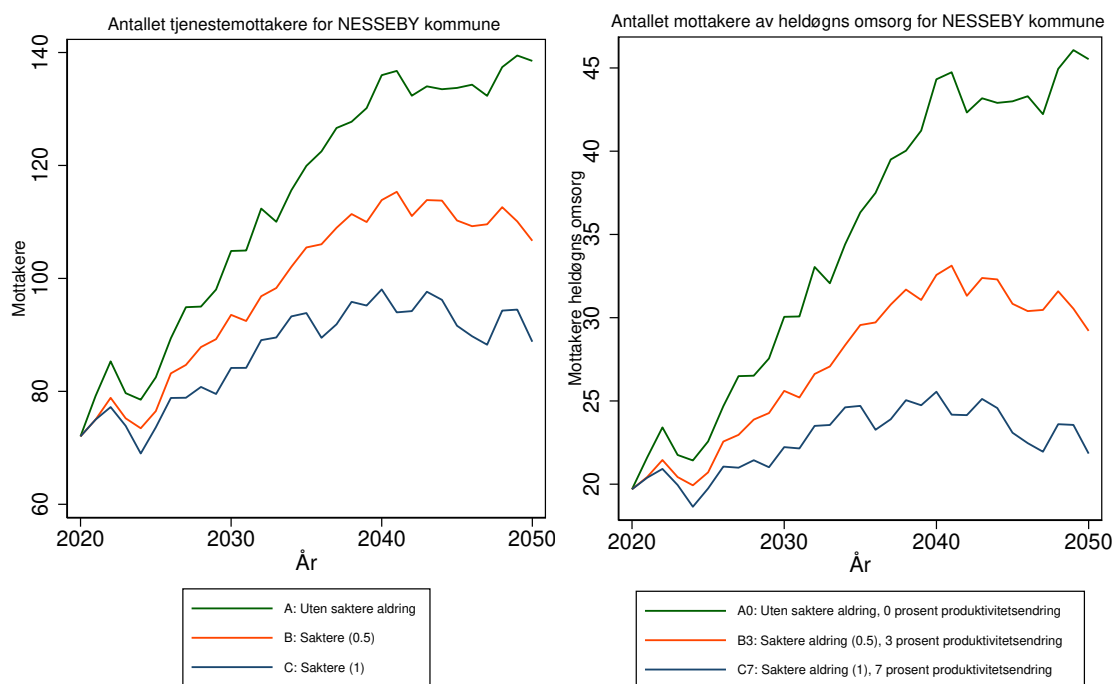 Antallet tjenestemottakere for NESSEBY kommune
Mottakere
140
120
100
80
60
2020
2030
2040
2050
År
A: Uten saktere aldring
B: Saktere (0.5)
C: Saktere (1)
Antallet mottakere av heldøgns omsorg for NESSEBY kommune
Mottakere heldøgns omsorg
45
40
35
30
25
20
2020
2030
2040
2050
År
A0: Uten saktere aldring, 0 prosent produktivitetsendring
B3: Saktere aldring (0.5), 3 prosent produktivitetsendring
C7: Saktere aldring (1), 7 prosent produktivitetsendring